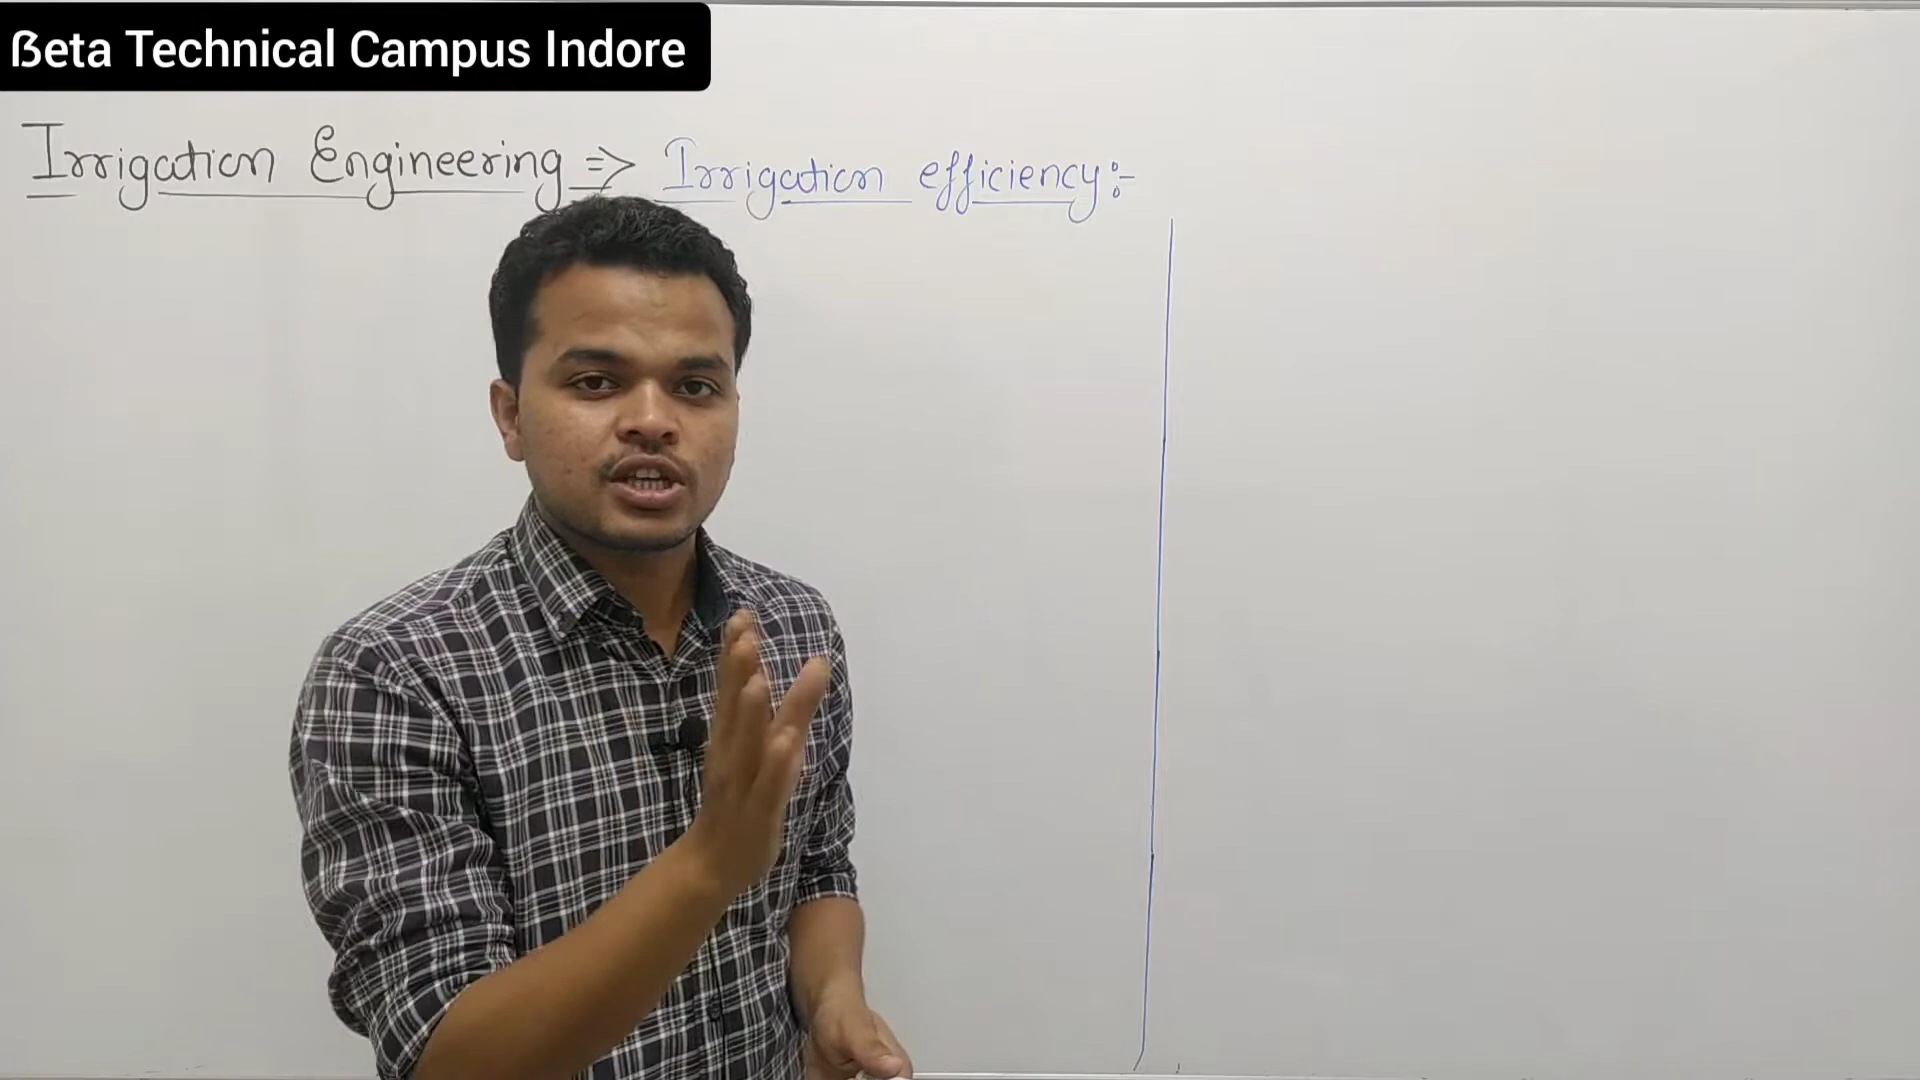 ẞeta Technical Campus Indore
Irrigation Engineering => Irrigation efficiency:-